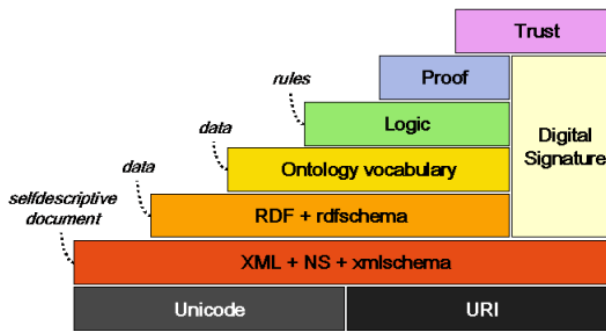 Trust
Proof
rules
Logic
Digital
Signature
data
Ontology vocabulary
data
RDF + rdfschema
selfdescriptive
document
XML + NS + xmlschema
Unicode
URI